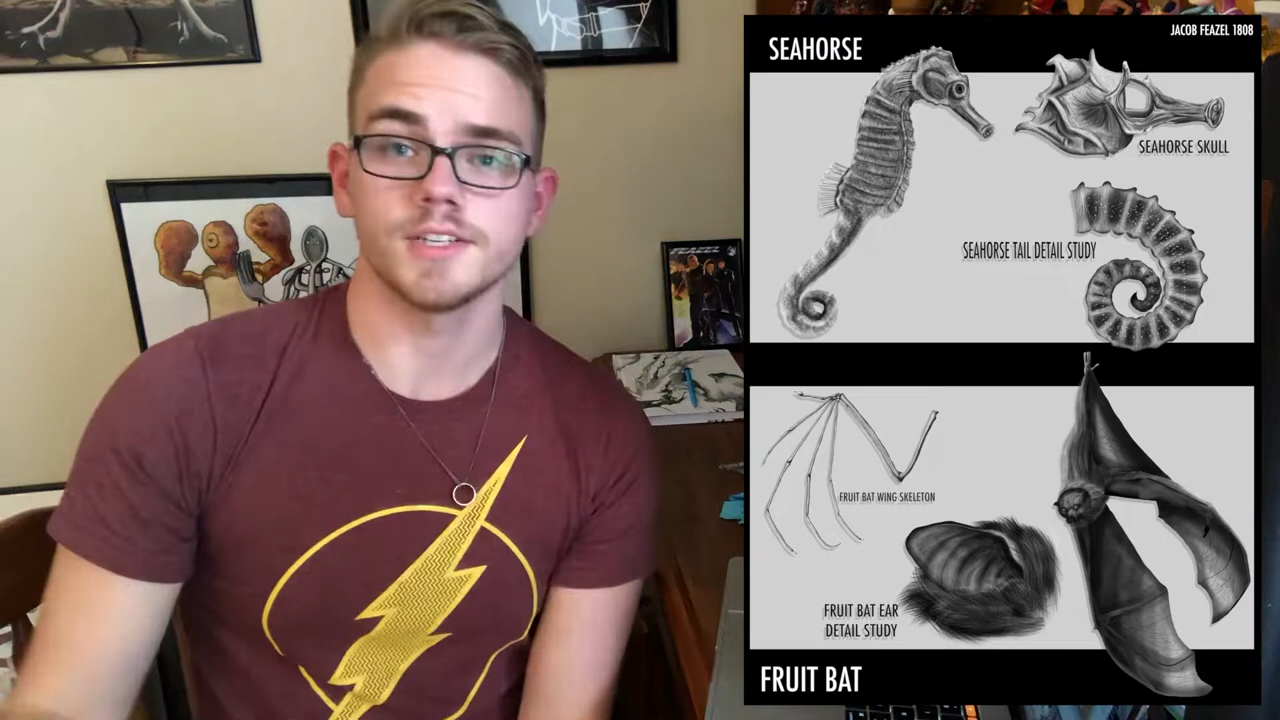 JACOB FEAZEL 1808
SEAHORSE
SEAHORSE SKULL
SEAHORSE TAIL DETAIL STUDY
FRUIT BAT WING SKELETON
FRUIT BAT EAR
DETAIL STUDY
FRUIT BAT